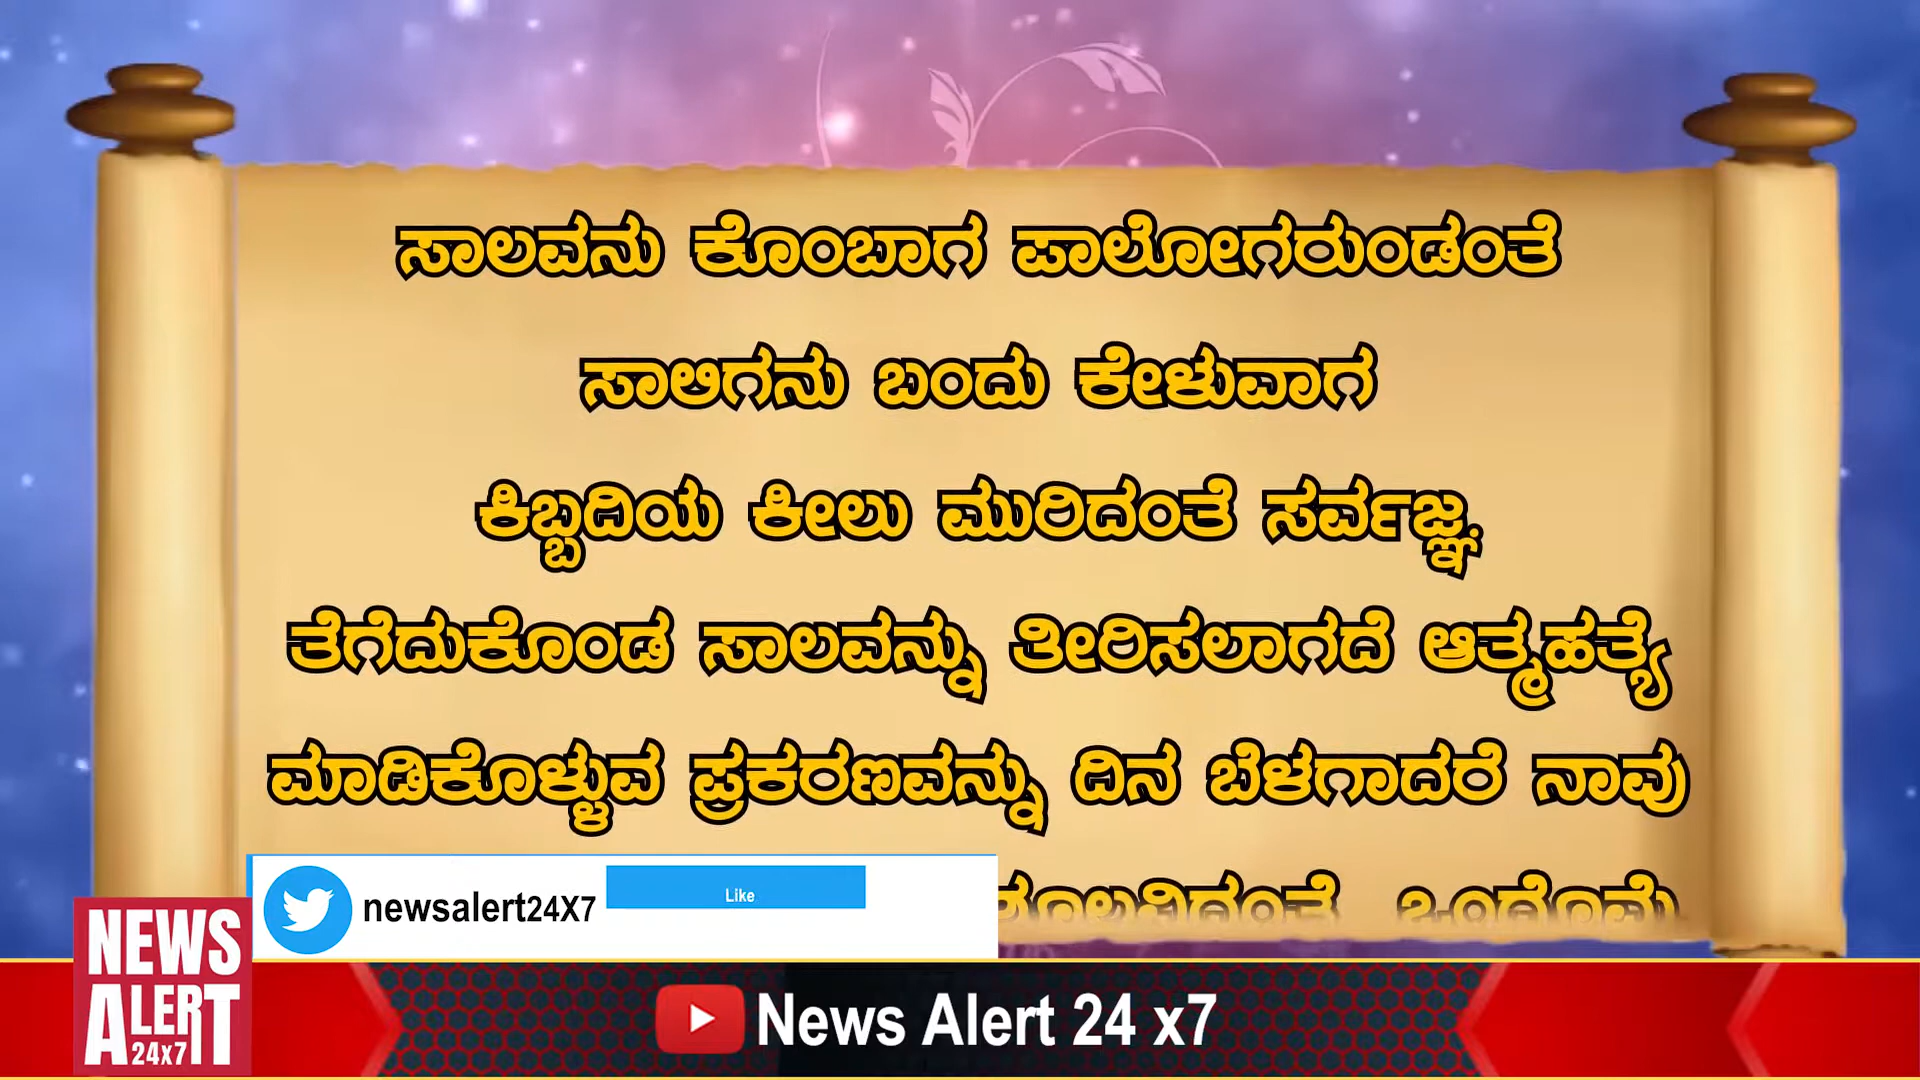 ಸಾಲವನು ಕೊಂಬಾಗ ಪಾಲೋಗರುಂಡಂತೆ
ಸಾಲಿಗನು ಬಂದು ಕೇಳುವಾಗ
ಕಿಬ್ಬದಿಯ ಕೀಲು ಮುರಿದಂತೆ ಸರ್ವಜ್ಞ
ತೆಗೆದುಕೊಂಡ ಸಾಲವನ್ನು ತೀರಿಸಲಾಗದೆ ಆತ್ಮಹತ್ಯೆ
ಮಾಡಿಕೊಳ್ಳುವ ಪ್ರಕರಣವನ್ನು ದಿನ ಬೆಳಗಾದರೆ ನಾವು
newsalert24X7
Like
NEWS
ALERT
24x7
News Alert 24 x7